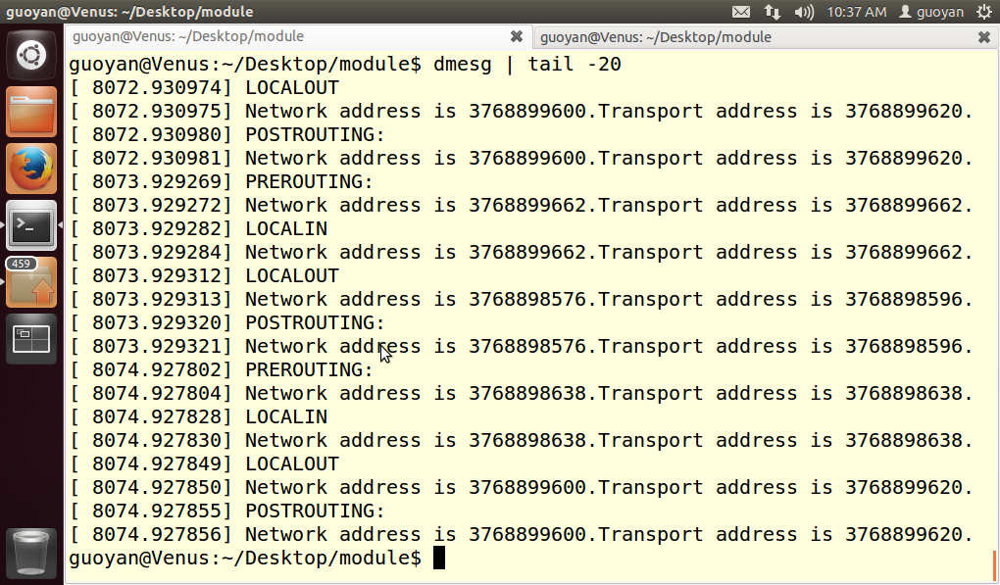 guoyan@Venus: ~/Desktop/module
10:37 AM
guoyan
guoyan@Venus: ~/Desktop/module
guoyan@Venus: ~/Desktop/module
guoyan@Venus:~/Desktop/module$ dmesg | tail -20
[ 8072.930974] LOCALOUT
[ 8072.930975] Network address is 3768899600.Transport address is 3768899620.
[ 8072.930980] POSTROUTING:
[ 8072.930981] Network address is 3768899600.Transport address is 3768899620.
[ 8073.929269] PREROUTING:
[ 8073.929272] Network address is 3768899662.Transport address is 3768899662.
[ 8073.929282] LOCALIN
[ 8073.929284] Network address is 3768899662.Transport address is 3768899662.
[ 8073.929312] LOCALOUT
[ 8073.929313] Network address is 3768898576.Transport address is 3768898596.
[ 8073.929320] POSTROUTING:
[ 8073.929321] Network address is 3768898576.Transport address is 3768898596.
[ 8074.927802] PREROUTING:
[ 8074.927804] Network address is 3768898638.Transport address is 3768898638.
[ 8074.927828] LOCALIN
[ 8074.927830] Network address is 3768898638.Transport address is 3768898638.
[ 8074.927849] LOCALOUT
[ 8074.927850] Network address is 3768899600.Transport address is 3768899620.
[ 8074.927855] POSTROUTING:
[ 8074.927856] Network address is 3768899600.Transport address is 3768899620.
guoyan@Venus:~/Desktop/module$
459